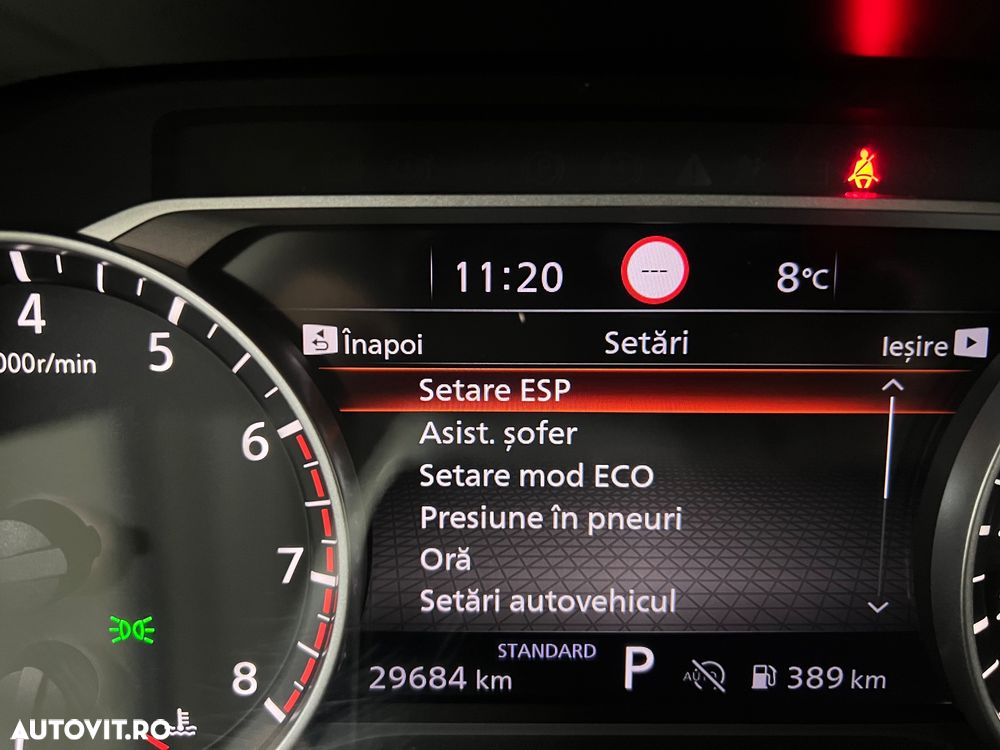 11:20
---
8°C
Înapoi
Setări
Ieșire
Setare ESP
Asist. șofer
Setare mod ECO
Presiune în pneuri
Oră
Setări autovehicul
STANDARD
29684 km
P
389 km
4
000r/min
5
6
7
8
AUTOVIT.RO